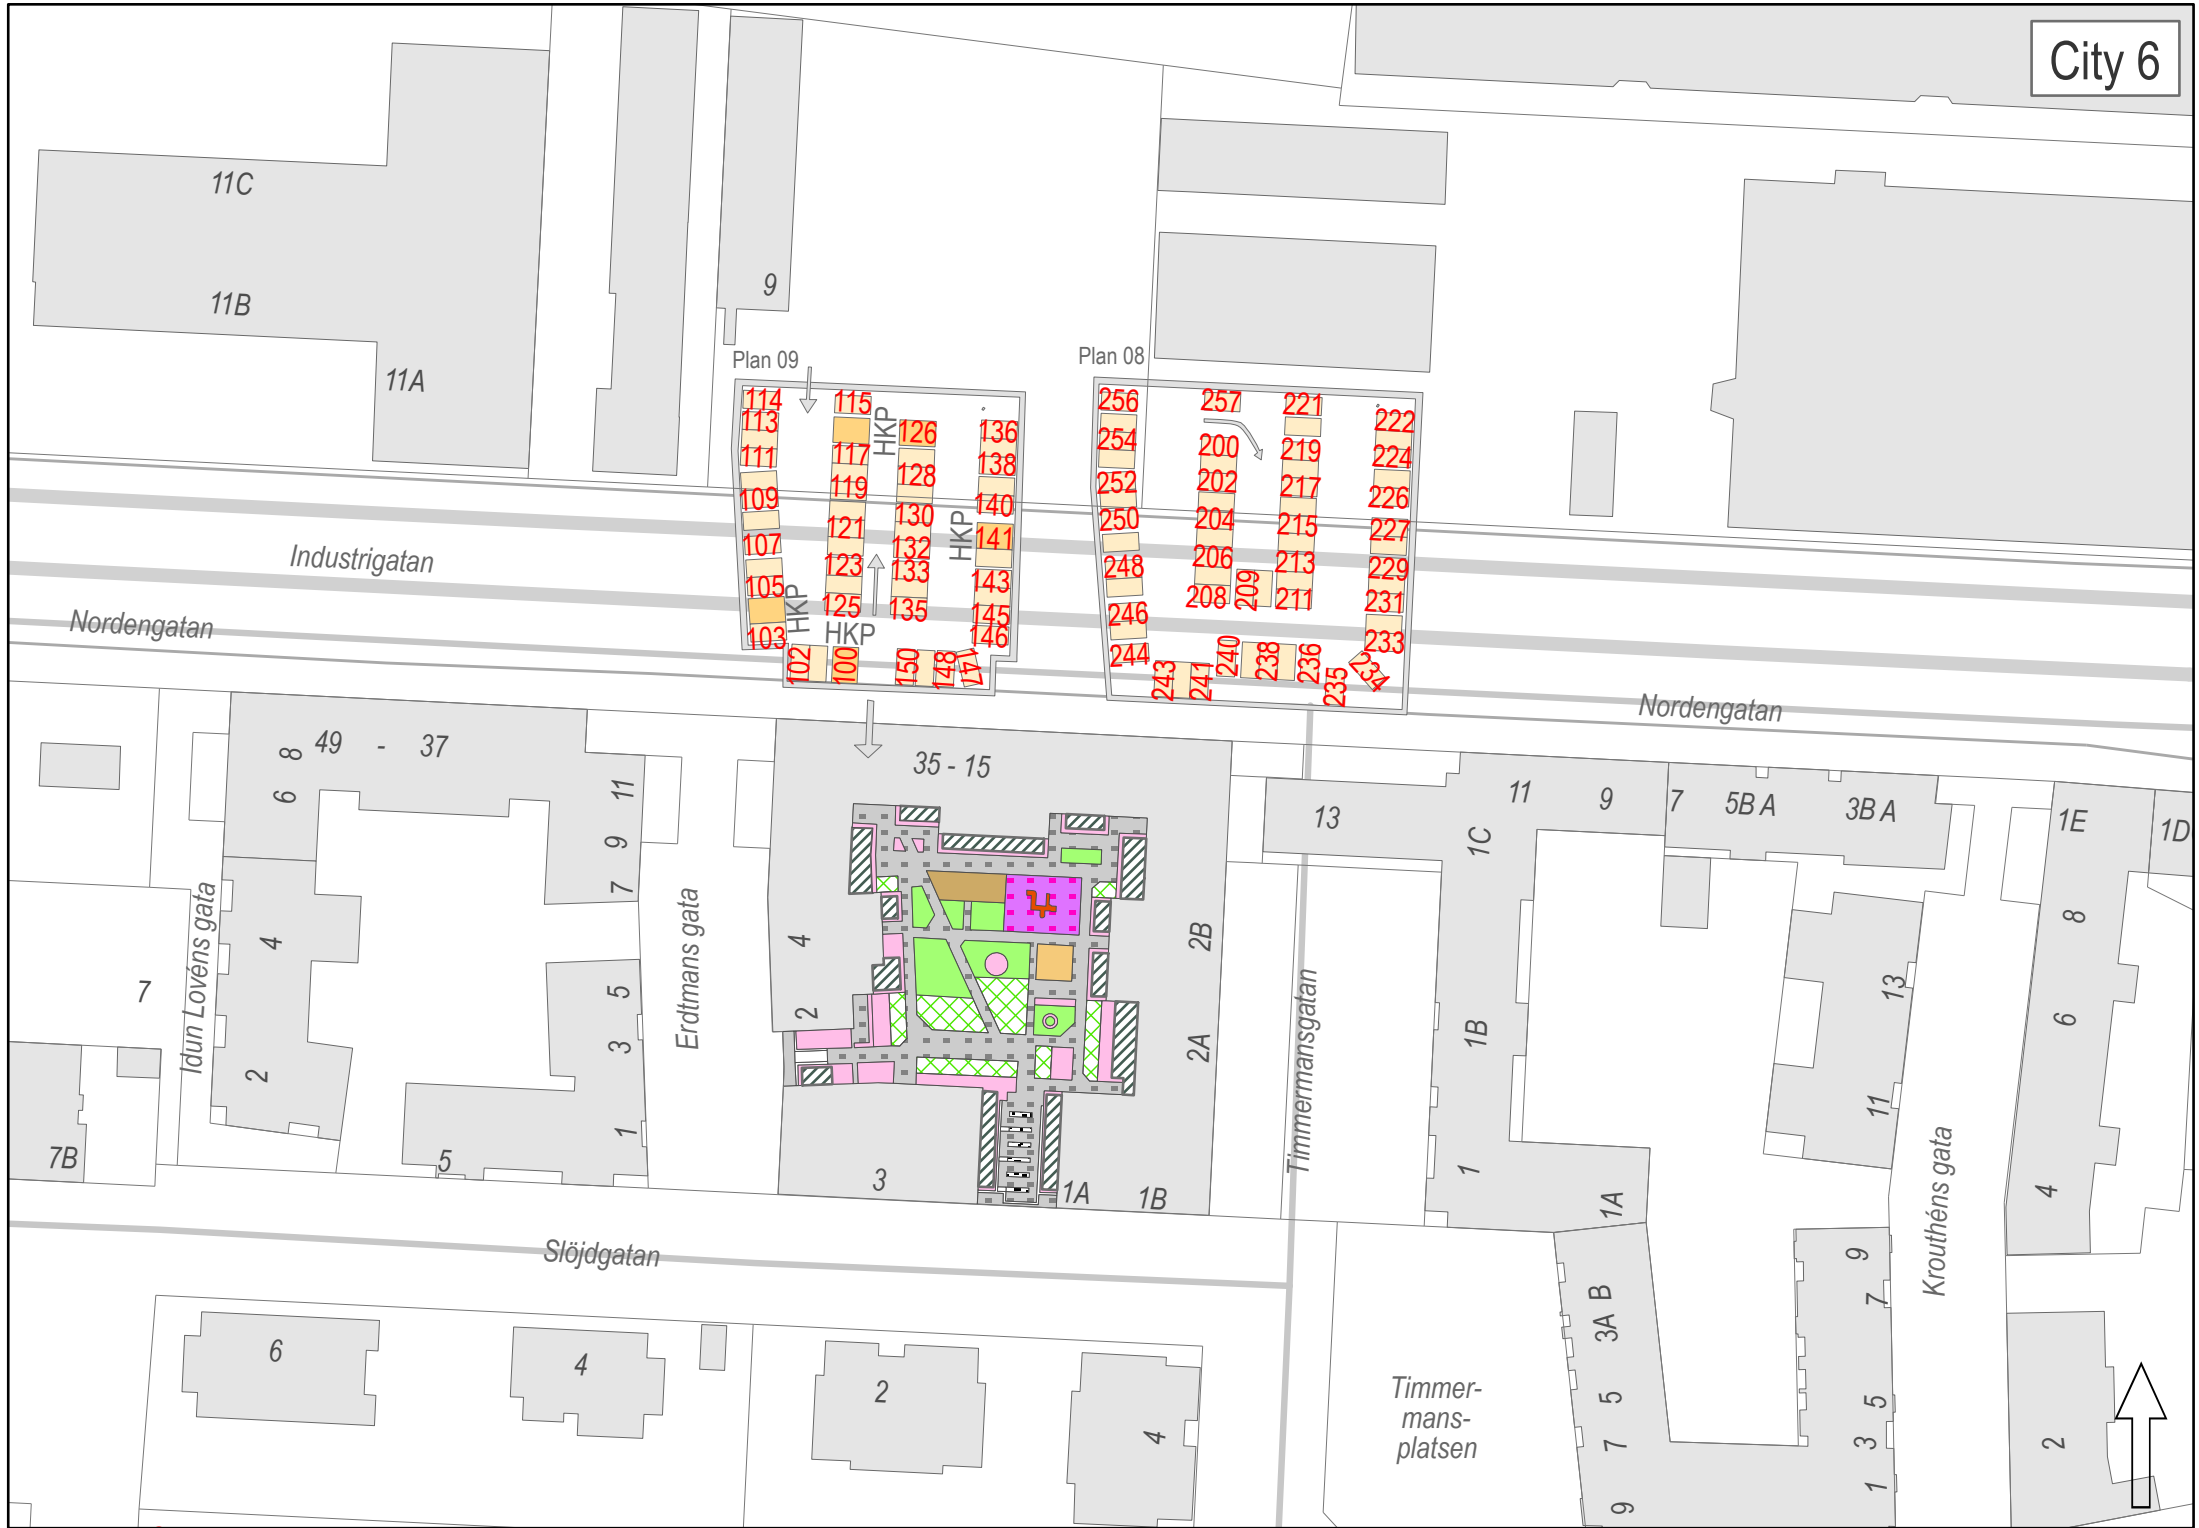 City 6
11C
11B
11A
9
Plan 09
Plan 08
114
113
111
109
107
105
103
102
100
115
117
119
121
123
125
HKP
HKP
HKP
HKP
126
128
130
132
133
135
150
148
147
136
138
140
141
143
145
146
256
254
252
250
248
246
244
243
241
240
238
236
235
234
257
200
202
204
206
208
209
221
219
217
215
213
211
222
224
226
227
229
231
233
Industrigatan
Nordengatan
Nordengatan
49 - 37
8
6
11
9
7
35 - 15
13
11
9
7
5B A
3B A
1E
1D
1C
1B
1
1A
4
2
7
7B
Idun Lovéns gata
5
3
1
5
Erdtmans gata
4
2
3
2B
2A
1A
1B
Timmermansgatan
13
11
Krouthéns gata
8
6
4
Slöjdgatan
6
4
2
4
Timmer-
mans-
platsen
3A B
5
7
9
9
7
5
3
1
2